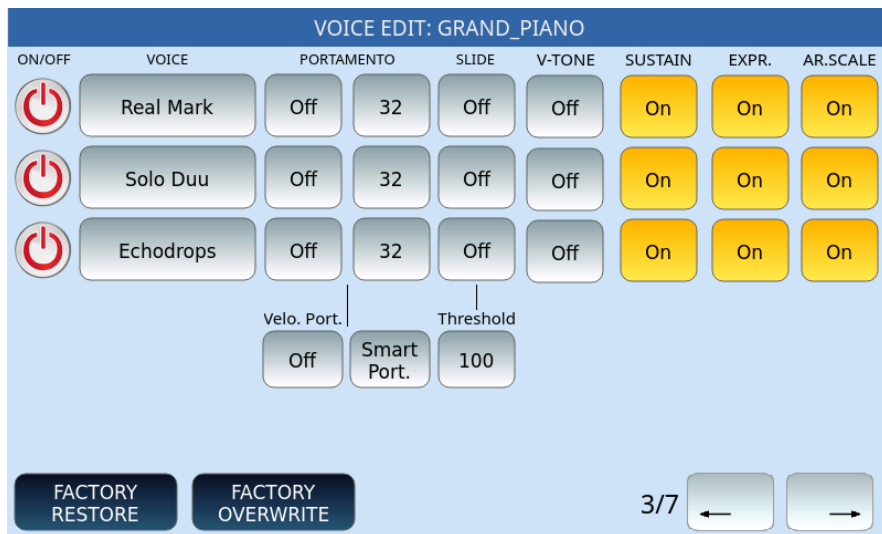 VOICE EDIT: GRAND_PIANO
ON/OFF VOICE PORTAMENTO SLIDE V-TONE SUSTAIN EXPR. AR.SCALE
Real Mark Off 32 Off Off On On On
Solo Duu Off 32 Off Off On On On
Echodrops Off 32 Off Off On On On
Velo. Port. Threshold
Off Smart Port. 100
FACTORY RESTORE FACTORY OVERWRITE 3/7